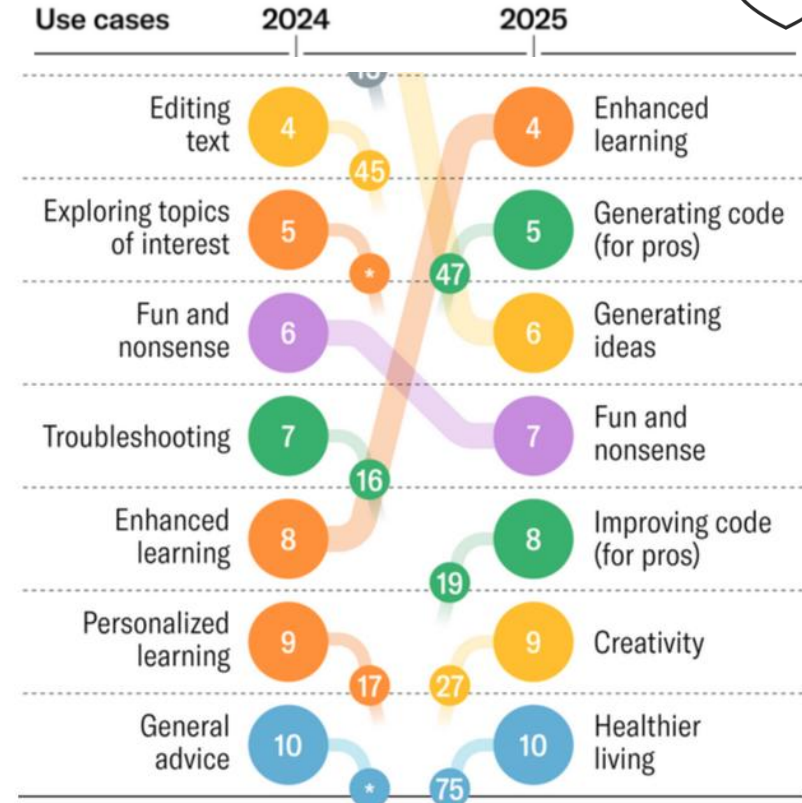 Use cases 2024 2025
Editing
text
4
45
4
Enhanced
learning
Exploring topics
of interest
5
*
47
5
Generating code
(for pros)
Fun and
nonsense
6
6
Generating
ideas
Troubleshooting
7
16
7
Fun and
nonsense
Enhanced
learning
8
19
8
Improving code
(for pros)
Personalized
learning
9
17
27
9
Creativity
General
advice
10
*
75
10
Healthier
living